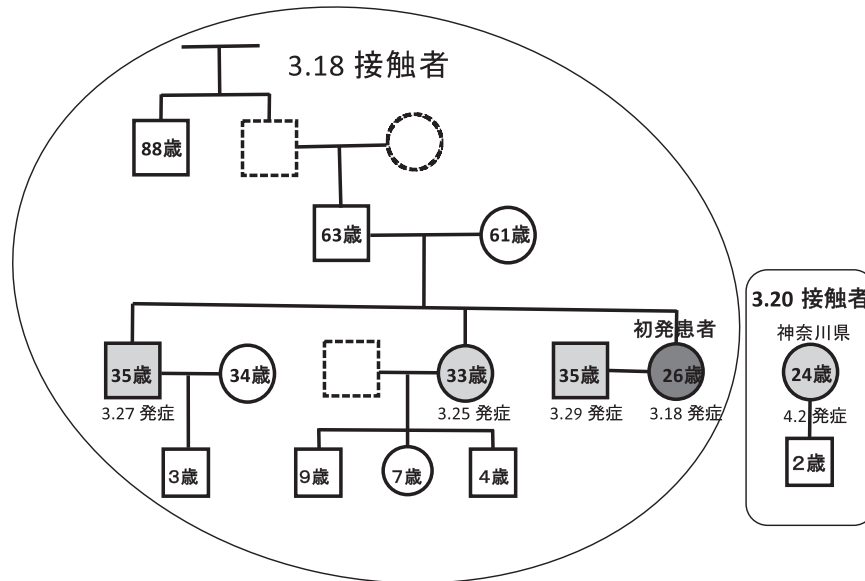 3.18 接触者
88歳
63歳
61歳
3.20 接触者
初発患者
神奈川県
35歳
34歳
33歳
35歳
26歳
24歳
3.27 発症
3.25 発症
3.29 発症
3.18 発症
4.2 発症
3歳
9歳
7歳
4歳
2歳